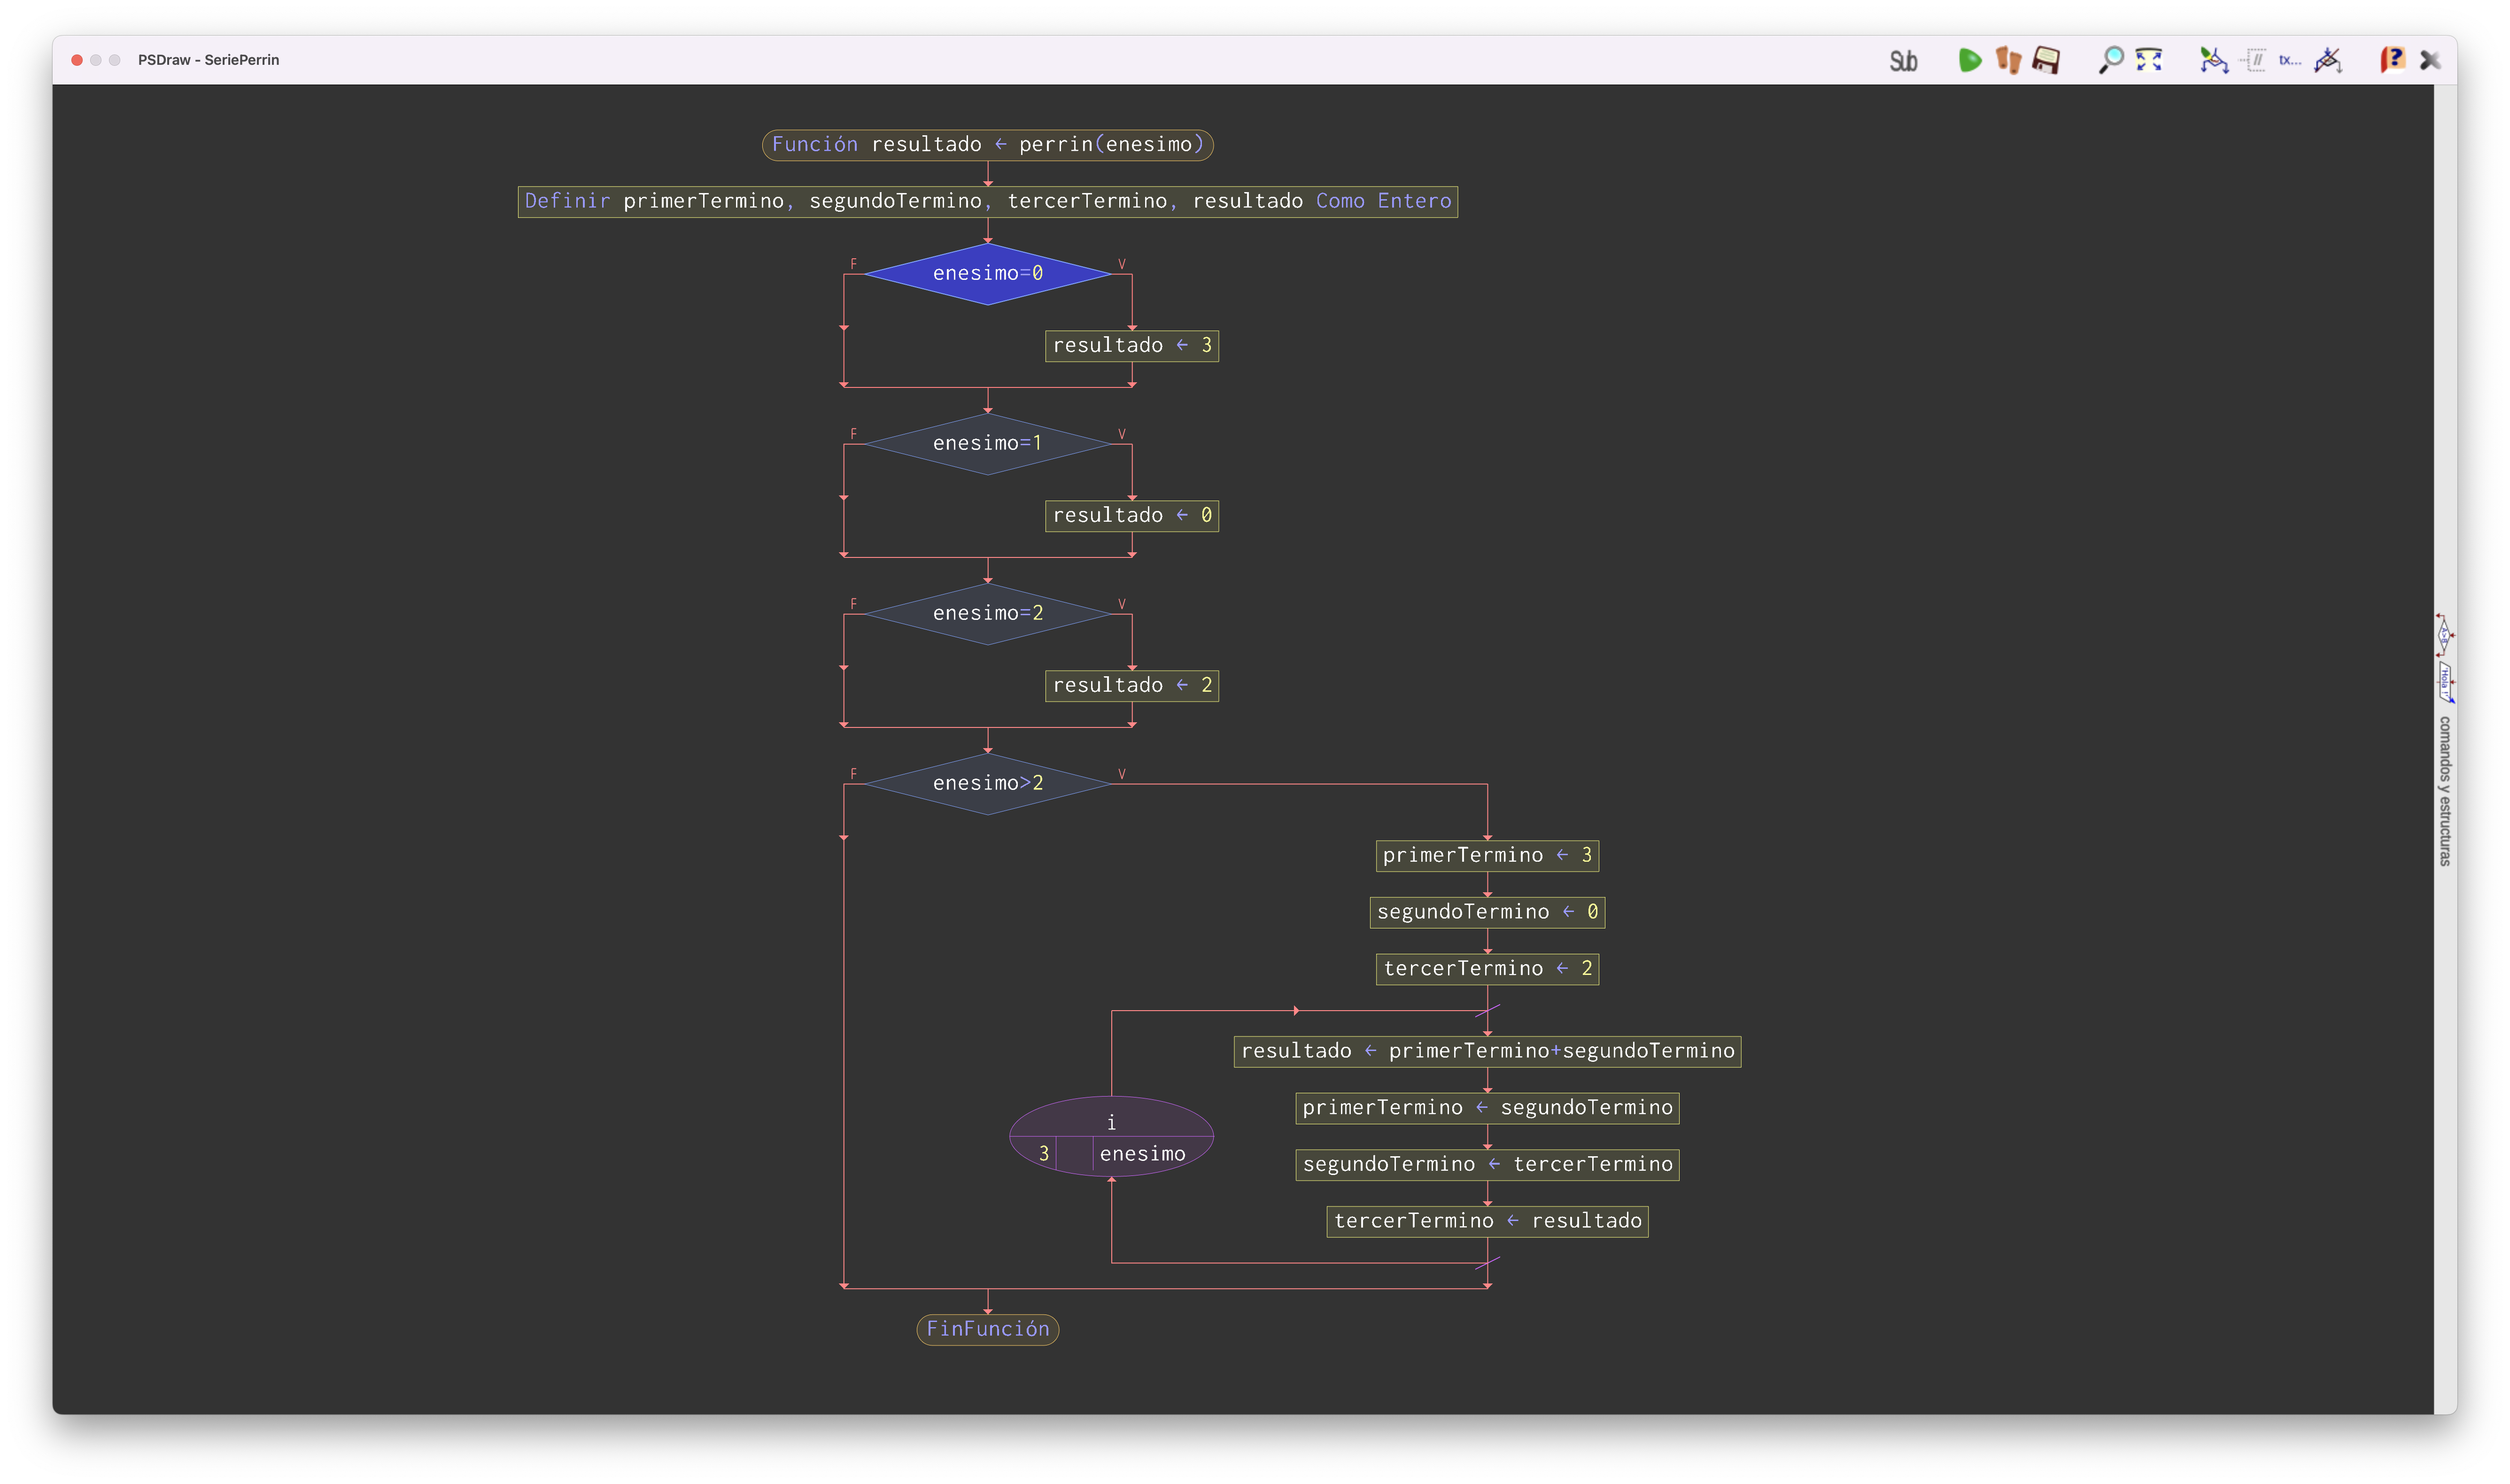 PSDraw - SeriePerrin
Sub
tx...
Función resultado ← perrin(enesimo)
Definir primerTermino, segundoTermino, tercerTermino, resultado Como Entero
F
enesimo=0
V
resultado ← 3
F
enesimo=1
V
resultado ← 0
F
enesimo=2
V
resultado ← 2
F
enesimo>2
V
primerTermino ← 3
segundoTermino ← 0
tercerTermino ← 2
resultado ← primerTermino+segundoTermino
primerTermino ← segundoTermino
segundoTermino ← tercerTermino
tercerTermino ← resultado
i
3
enesimo
FinFunción
A>B
'Hola !'
comandos y estructuras